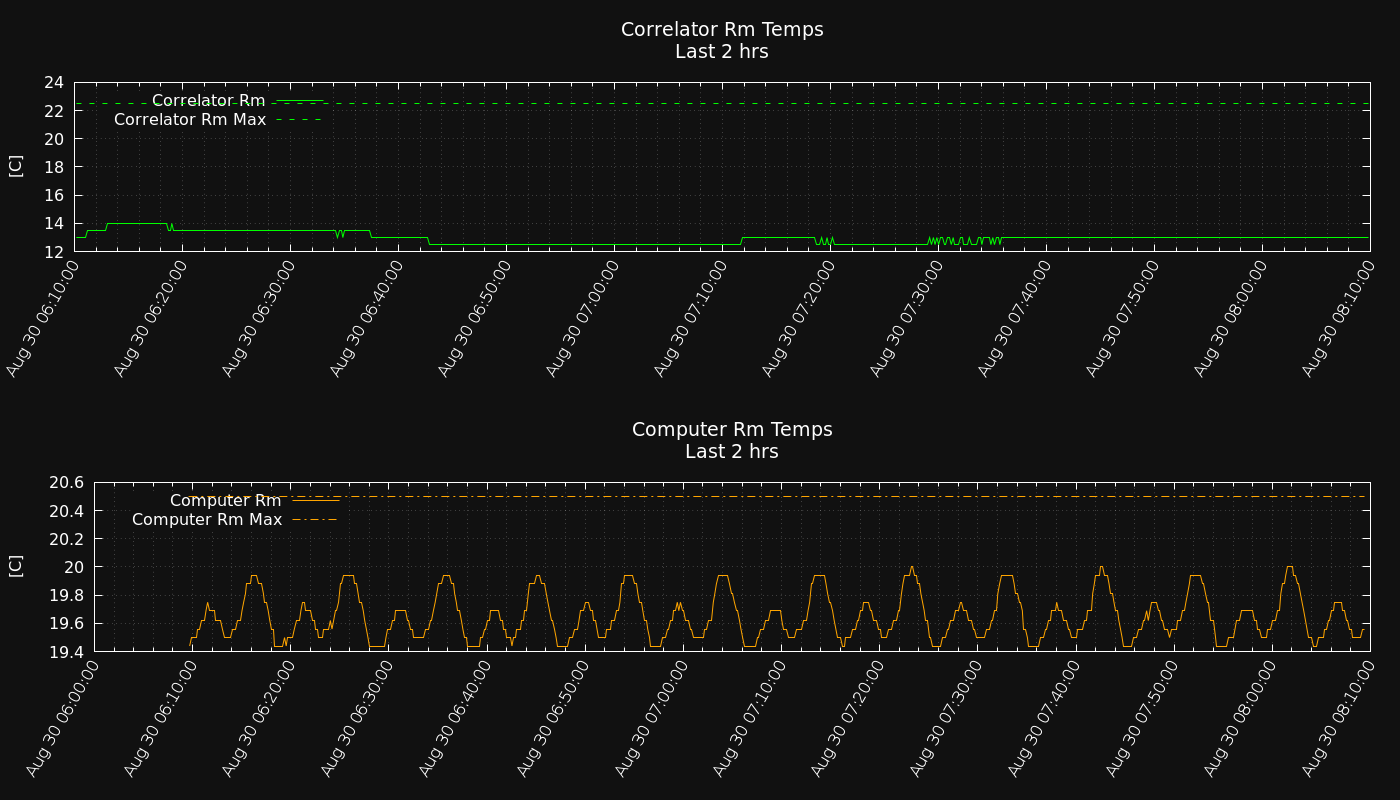 Correlator Rm Temps
Last 2 hrs
24
22
20
18
16
14
12
[C]
Correlator Rm
Correlator Rm Max
Aug 30 06:10:00
Aug 30 06:20:00
Aug 30 06:30:00
Aug 30 06:40:00
Aug 30 06:50:00
Aug 30 07:00:00
Aug 30 07:10:00
Aug 30 07:20:00
Aug 30 07:30:00
Aug 30 07:40:00
Aug 30 07:50:00
Aug 30 08:00:00
Aug 30 08:10:00
Computer Rm Temps
Last 2 hrs
20.6
20.4
20.2
20
19.8
19.6
19.4
[C]
Computer Rm
Computer Rm Max
Aug 30 06:00:00
Aug 30 06:10:00
Aug 30 06:20:00
Aug 30 06:30:00
Aug 30 06:40:00
Aug 30 06:50:00
Aug 30 07:00:00
Aug 30 07:10:00
Aug 30 07:20:00
Aug 30 07:30:00
Aug 30 07:40:00
Aug 30 07:50:00
Aug 30 08:00:00
Aug 30 08:10:00